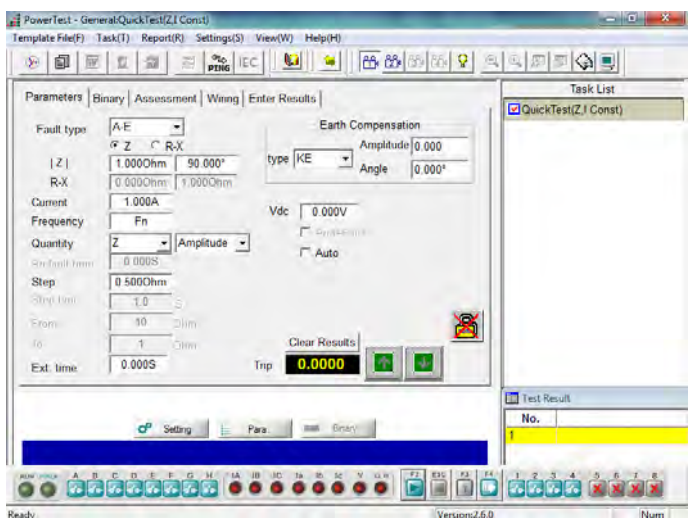 PowerTest - General:QuickTest(Z,I Const)
Template File(F) Task(T) Report(R) Settings(S) View(W) Help(H)
PING IEC
Parameters Binary Assessment Wiring Enter Results
Task List
QuickTest(Z,I Const)
Fault type A-E
Z R-X
|Z| 1.000Ohm 90.000°
R-X 0.000Ohm 1.000Ohm
Earth Compensation
type KE
Amplitude 0.000
Angle 0.000°
Current 1.000A
Frequency Fn
Vdc 0.000V
Quantity Z Amplitude
Auto
0.000S
Step 0.500Ohm
Step time 1.0 S
From 10 Ohm
To 1 Ohm
Ext. time 0.000S
Clear Results
Trip 0.0000
Test Result
No.
1
Setting Para. Binary
A B C D E F G H IA IB IC Ia Ib Ic V F2 ESC F3 F4 1 2 3 4 5 6 7 8
Ready Version:2.6.0 Num